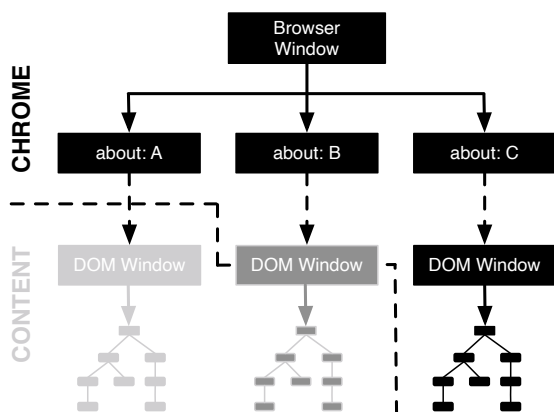 Browser
Window
CHROME
about: A
about: B
about: C
CONTENT
DOM Window
DOM Window
DOM Window